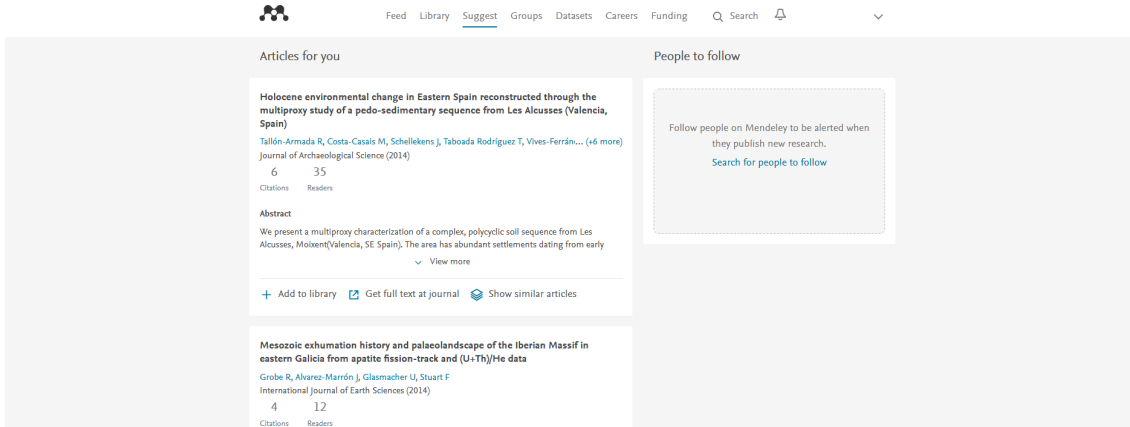 Feed Library Suggest Groups Datasets Careers Funding Search
Articles for you
Holocene environmental change in Eastern Spain reconstructed through the
multiproxy study of a pedo-sedimentary sequence from Les Alcusses (Valencia,
Spain)
Tallón-Armada R, Costa-Casais M, Schellekens J, Taboada Rodríguez T, Vives-Ferrán... (+6 more)
Journal of Archaeological Science (2014)
6 35
Citations Readers
Abstract
We present a multiproxy characterization of a complex, polycyclic soil sequence from Les
Alcusses, Moixent(Valencia, SE Spain). The area has abundant settlements dating from early
View more
Add to library Get full text at journal Show similar articles
Mesozoic exhumation history and palaeolandscape of the Iberian Massif in
eastern Galicia from apatite fission-track and (U+Th)/He data
Grobe R, Alvarez-Marrón J, Glasmacher U, Stuart F
International Journal of Earth Sciences (2014)
4 12
Citations Readers
People to follow
Follow people on Mendeley to be alerted when
they publish new research.
Search for people to follow